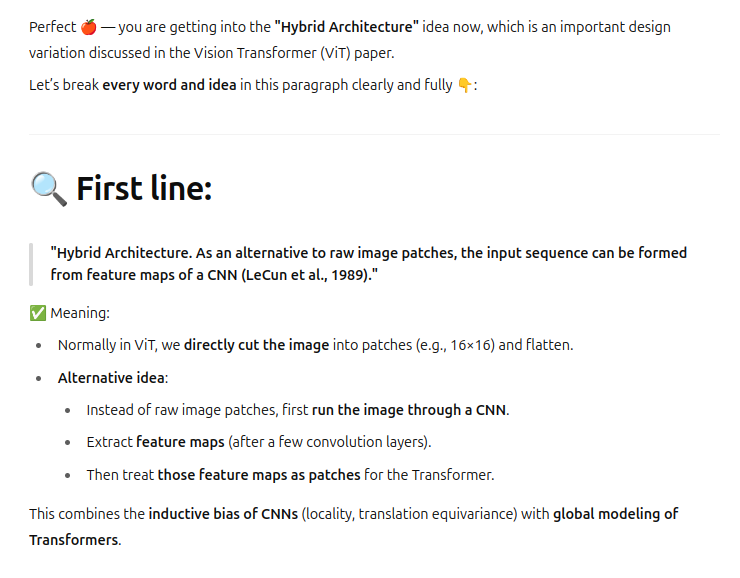 Perfect 🍎 — you are getting into the "Hybrid Architecture" idea now, which is an important design
variation discussed in the Vision Transformer (ViT) paper.
Let's break every word and idea in this paragraph clearly and fully 👇:
🔍 First line:
"Hybrid Architecture. As an alternative to raw image patches, the input sequence can be formed
from feature maps of a CNN (LeCun et al., 1989)."
✅ Meaning:
• Normally in ViT, we directly cut the image into patches (e.g., 16×16) and flatten.
• Alternative idea:
• Instead of raw image patches, first run the image through a CNN.
• Extract feature maps (after a few convolution layers).
• Then treat those feature maps as patches for the Transformer.
This combines the inductive bias of CNNs (locality, translation equivariance) with global modeling of
Transformers.